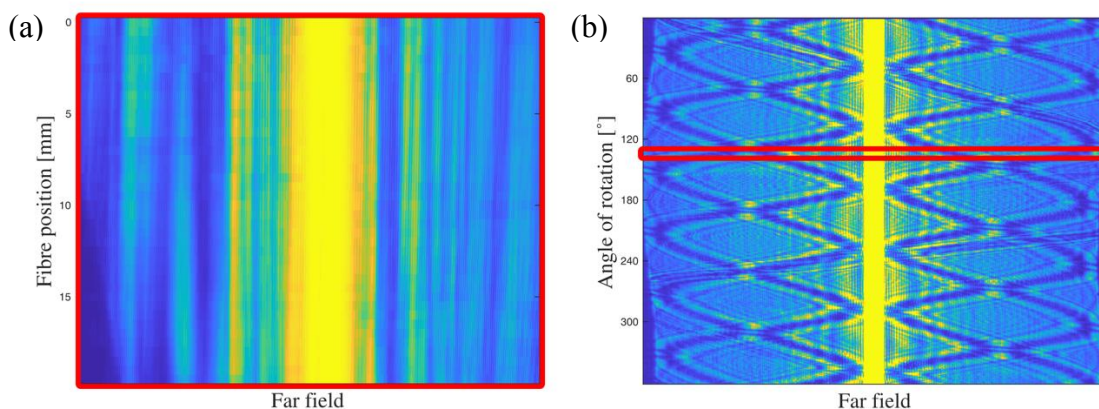 (a)
0
5
10
15
Fibre position [mm]
Far field
(b)
60
120
180
240
300
Angle of rotation [°]
Far field